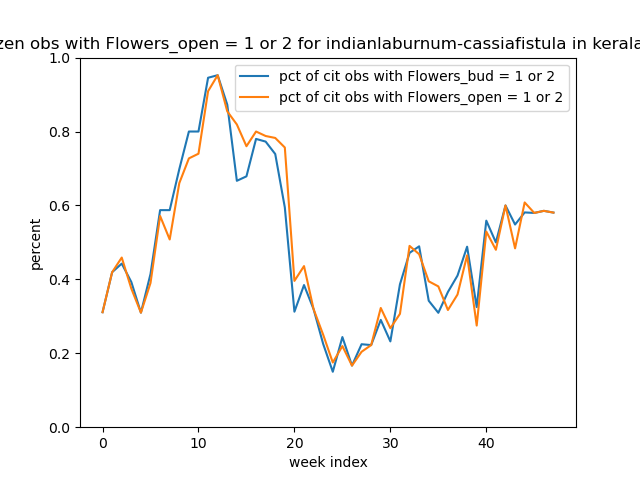 zen obs with Flowers_open = 1 or 2 for indianlaburnum-cassiafistula in kerala
pct of cit obs with Flowers_bud = 1 or 2
pct of cit obs with Flowers_open = 1 or 2
percent
1.0
0.8
0.6
0.4
0.2
0.0
0 10 20 30 40
week index